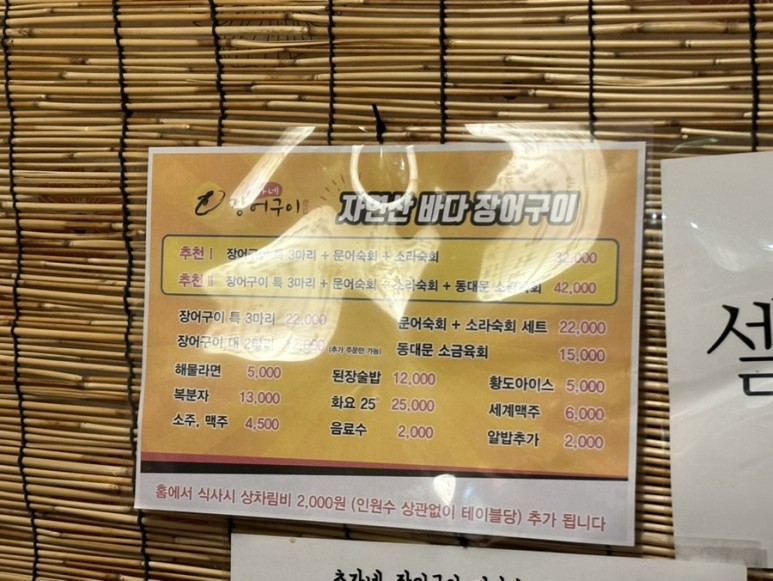 장어구이
자연산 바다 장어구이
추천 Ⅰ 장어구이 특 3마리 + 문어숙회 + 소라숙회 32,000
추천 Ⅱ 장어구이 특 3마리 + 문어숙회 + 소라숙회 + 동대문 소금육회 42,000
장어구이 특 3마리 22,000 문어숙회 + 소라숙회 세트 22,000
장어구이 대 2마리 (추가 주문만 가능) 동대문 소금육회 15,000
해물라면 5,000 된장술밥 12,000 황도아이스 5,000
복분자 13,000 화요 25° 25,000 세계맥주 6,000
소주, 맥주 4,500 음료수 2,000 알밥추가 2,000
홈에서 식사시 상차림비 2,000원 (인원수 상관없이 테이블당) 추가 됩니다
셀